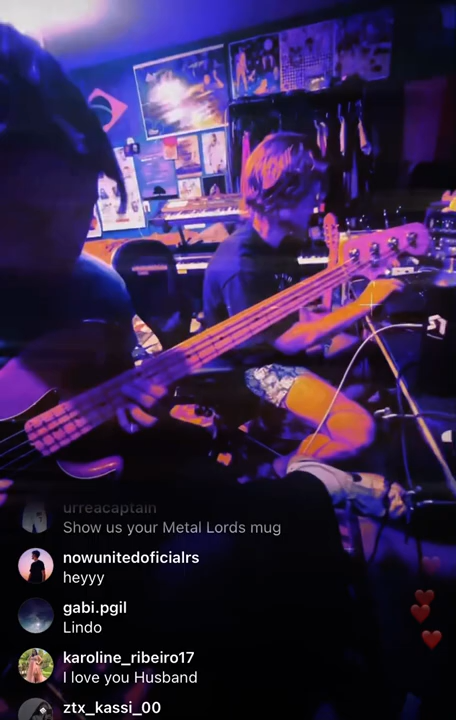 urreacaptain
Show us your Metal Lords mug
nowunitedoficialrs
heyyy
gabi.pgil
Lindo
karoline_ribeiro17
I love you Husband
ztx_kassi_00